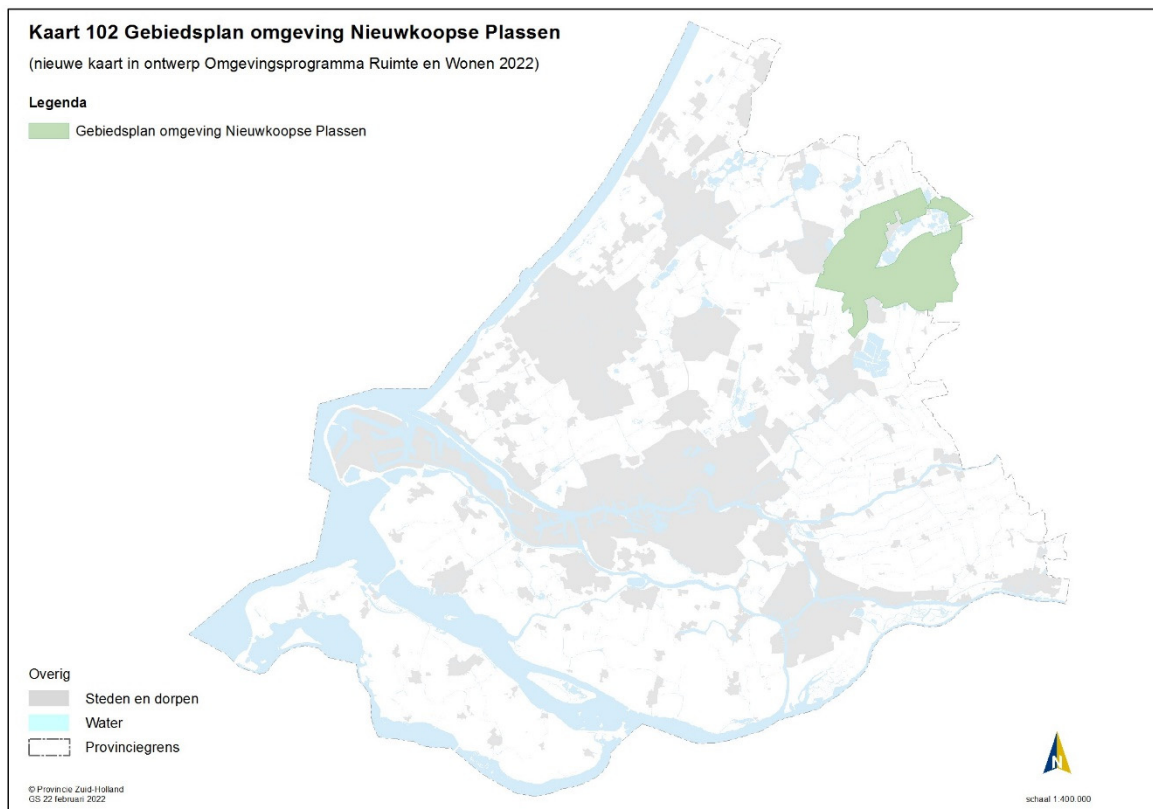 Kaart 102 Gebiedsplan omgeving Nieuwkoopse Plassen
(nieuwe kaart in ontwerp Omgevingsprogramma Ruimte en Wonen 2022)
Legenda
Gebiedsplan omgeving Nieuwkoopse Plassen
Overig
Steden en dorpen
Water
Provinciegrens
© Provincie Zuid-Holland
GS 22 februari 2022
N
schaal 1:400.000